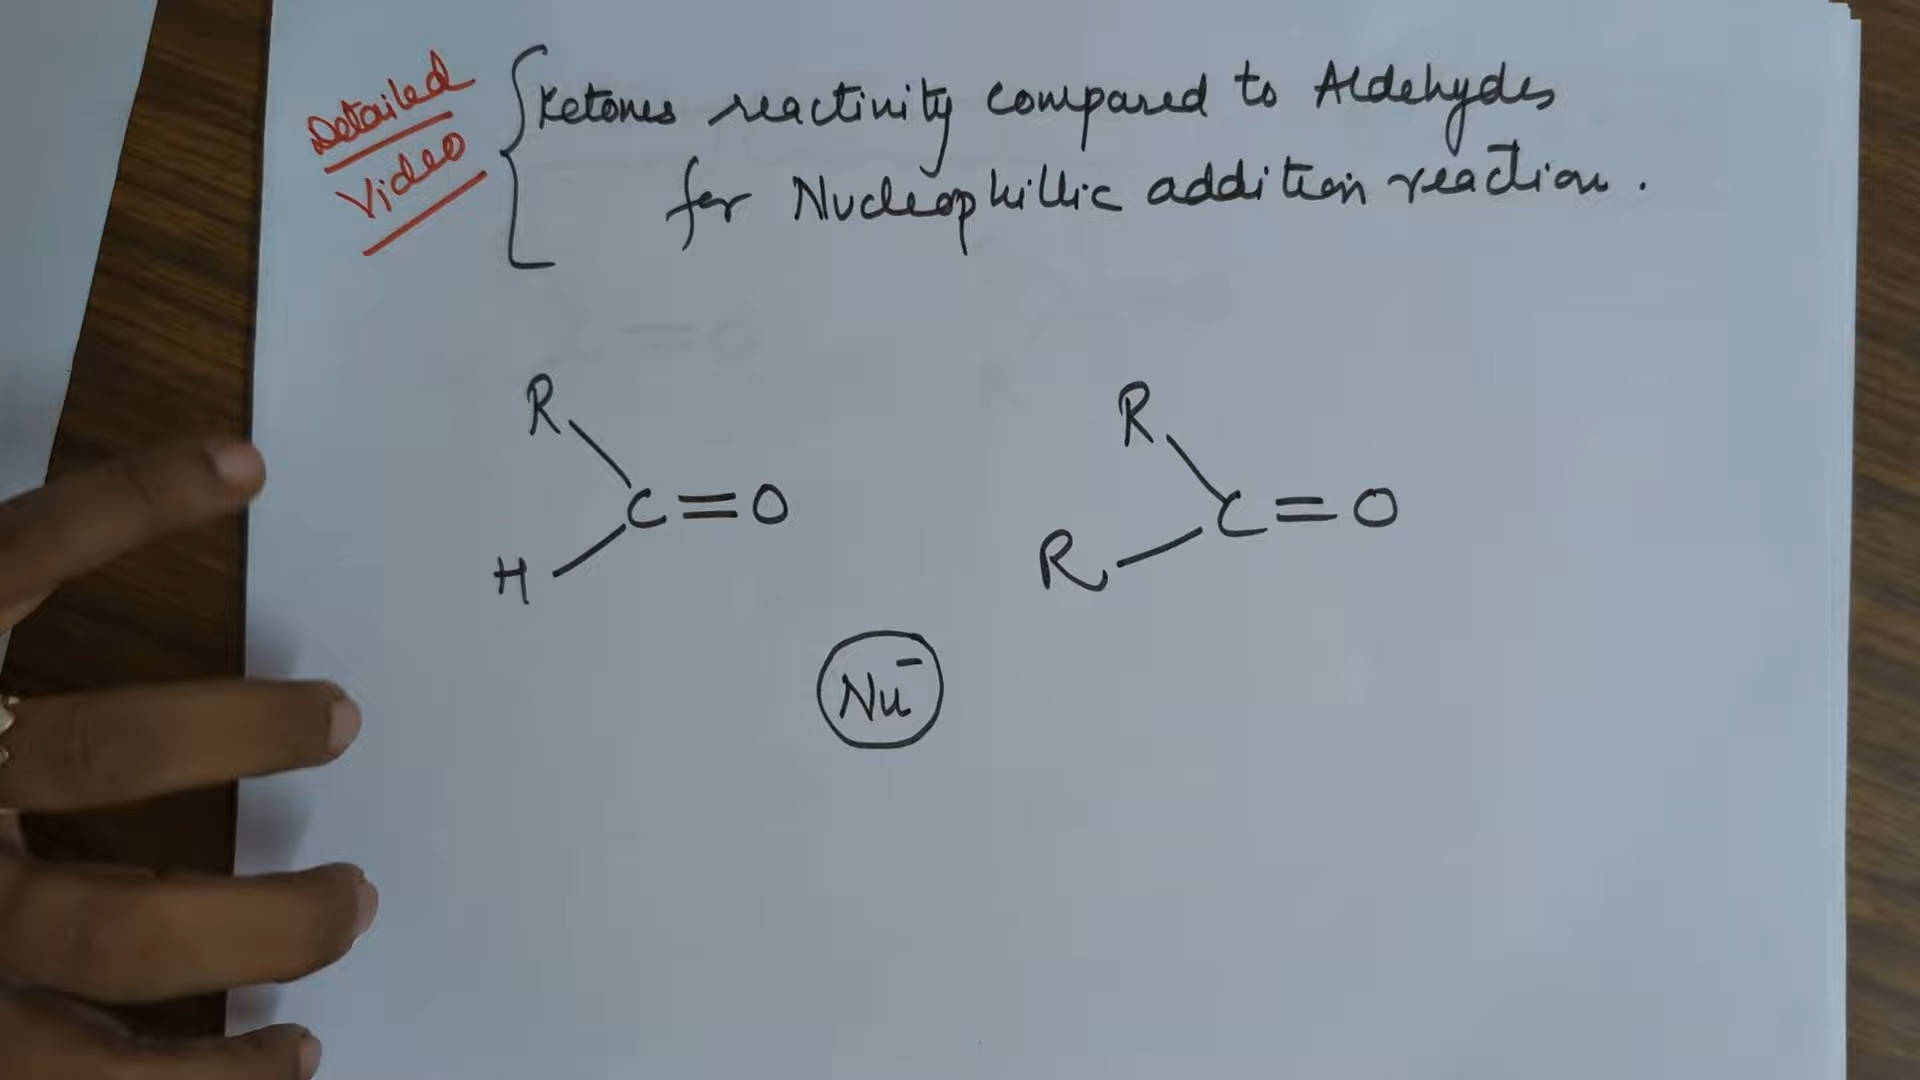 Detailed
Video
Ketones reactivity compared to Aldehydes
for Nucleophillic addition reaction.
R
C=O
H
R
C=O
R
Nu⁻